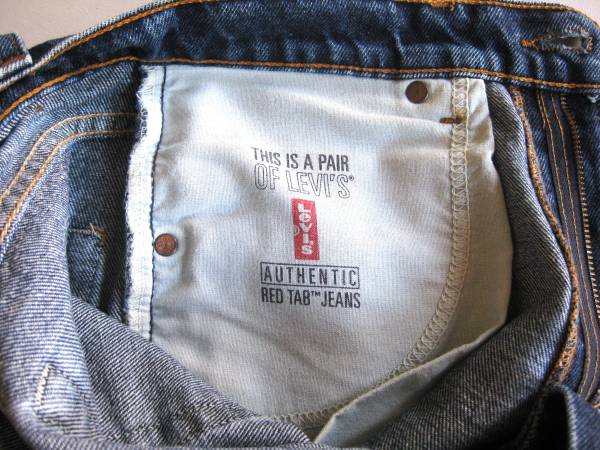 THIS IS A PAIR
OF LEVI'S®
Levi's
AUTHENTIC
RED TAB™ JEANS